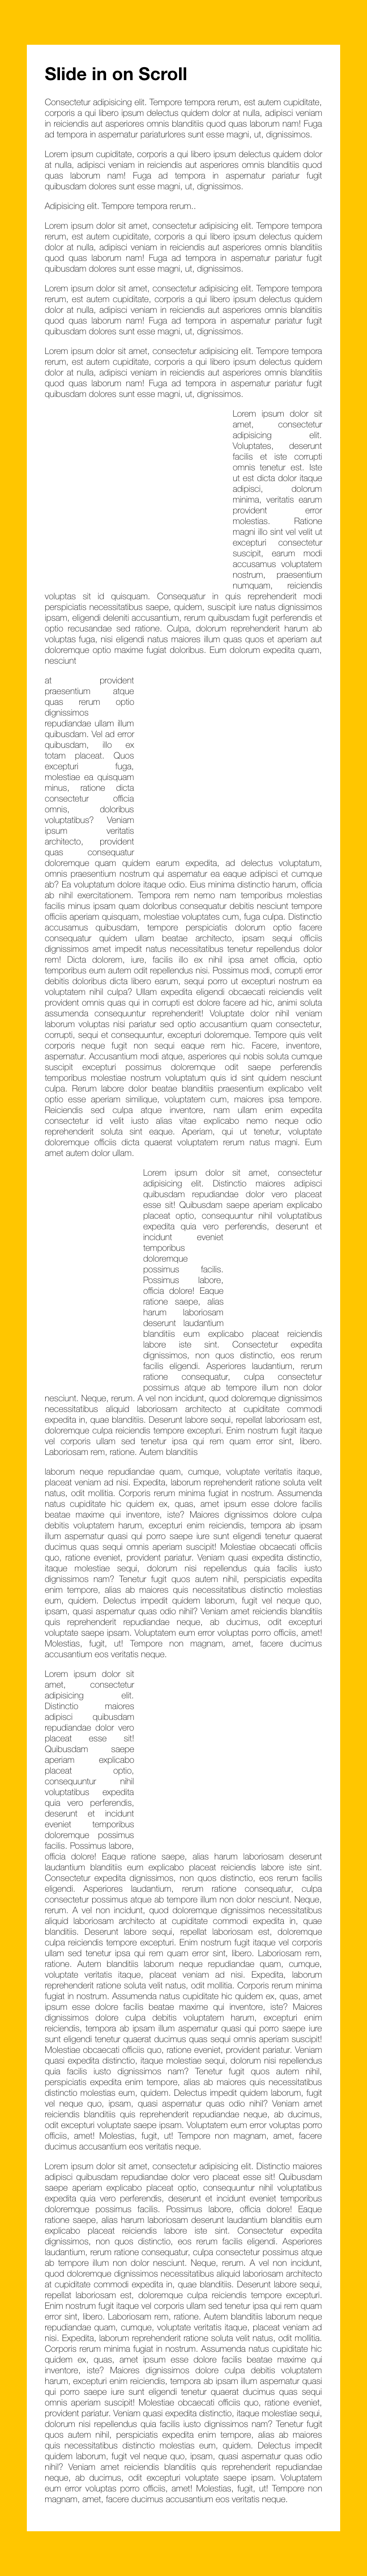 Slide in on Scroll
Consectetur adipisicing elit. Tempore tempora rerum, est autem cupiditate,
corporis a qui libero ipsum delectus quidem dolor at nulla, adipisci veniam
in reiciendis aut asperiores omnis blanditiis quod quas laborum nam! Fuga
ad tempora in aspernatur pariaturlores sunt esse magni, ut, dignissimos.
Lorem ipsum cupiditate, corporis a qui libero ipsum delectus quidem dolor
at nulla, adipisci veniam in reiciendis aut asperiores omnis blanditiis quod
quas laborum nam! Fuga ad tempora in aspernatur pariatur fugit
quibusdam dolores sunt esse magni, ut, dignissimos.
Adipisicing elit. Tempore tempora rerum..
Lorem ipsum dolor sit amet, consectetur adipisicing elit. Tempore tempora
rerum, est autem cupiditate, corporis a qui libero ipsum delectus quidem
dolor at nulla, adipisci veniam in reiciendis aut asperiores omnis blanditiis
quod quas laborum nam! Fuga ad tempora in aspernatur pariatur fugit
quibusdam dolores sunt esse magni, ut, dignissimos.
Lorem ipsum dolor sit amet, consectetur adipisicing elit. Tempore tempora
rerum, est autem cupiditate, corporis a qui libero ipsum delectus quidem
dolor at nulla, adipisci veniam in reiciendis aut asperiores omnis blanditiis
quod quas laborum nam! Fuga ad tempora in aspernatur pariatur fugit
quibusdam dolores sunt esse magni, ut, dignissimos.
Lorem ipsum dolor sit amet, consectetur adipisicing elit. Tempore tempora
rerum, est autem cupiditate, corporis a qui libero ipsum delectus quidem
dolor at nulla, adipisci veniam in reiciendis aut asperiores omnis blanditiis
quod quas laborum nam! Fuga ad tempora in aspernatur pariatur fugit
quibusdam dolores sunt esse magni, ut, dignissimos.
Lorem ipsum dolor sit
amet, consectetur
adipisicing elit.
Voluptates, deserunt
facilis et iste corrupti
omnis tenetur est. Iste
ut est dicta dolor itaque
adipisci, dolorum
minima, veritatis earum
provident error
molestias. Ratione
magni illo sint vel velit ut
excepturi consectetur
suscipit, earum modi
accusamus voluptatem
nostrum, praesentium
numquam, reiciendis
voluptas sit id quisquam. Consequatur in quis reprehenderit modi
perspiciatis necessitatibus saepe, quidem, suscipit iure natus dignissimos
ipsam, eligendi deleniti accusantium, rerum quibusdam fugit perferendis et
optio recusandae sed ratione. Culpa, dolorum reprehenderit harum ab
voluptas fuga, nisi eligendi natus maiores illum quas quos et aperiam aut
doloremque optio maxime fugiat doloribus. Eum dolorum expedita quam,
nesciunt
at provident
praesentium atque
quas rerum optio
dignissimos
repudiandae ullam illum
quibusdam. Vel ad error
quibusdam, illo ex
totam placeat. Quos
excepturi fuga,
molestiae ea quisquam
minus, ratione dicta
consectetur officia
omnis, doloribus
voluptatibus? Veniam
ipsum veritatis
architecto, provident
quas consequatur
doloremque quam quidem earum expedita, ad delectus voluptatum,
omnis praesentium nostrum qui aspernatur ea eaque adipisci et cumque
ab? Ea voluptatum dolore itaque odio. Eius minima distinctio harum, officia
ab nihil exercitationem. Tempora rem nemo nam temporibus molestias
facilis minus ipsam quam doloribus consequatur debitis nesciunt tempore
officiis aperiam quisquam, molestiae voluptates cum, fuga culpa. Distinctio
accusamus quibusdam, tempore perspiciatis dolorum optio facere
consequatur quidem ullam beatae architecto, ipsam sequi officiis
dignissimos amet impedit natus necessitatibus tenetur repellendus dolor
rem! Dicta dolorem, iure, facilis illo ex nihil ipsa amet officia, optio
temporibus eum autem odit repellendus nisi. Possimus modi, corrupti error
debitis doloribus dicta libero earum, sequi porro ut excepturi nostrum ea
voluptatem nihil culpa? Ullam expedita eligendi obcaecati reiciendis velit
provident omnis quas qui in corrupti est dolore facere ad hic, animi soluta
assumenda consequuntur reprehenderit! Voluptate dolor nihil veniam
laborum voluptas nisi pariatur sed optio accusantium quam consectetur,
corrupti, sequi et consequuntur, excepturi doloremque. Tempore quis velit
corporis neque fugit non sequi eaque rem hic. Facere, inventore,
aspernatur. Accusantium modi atque, asperiores qui nobis soluta cumque
suscipit excepturi possimus doloremque odit saepe perferendis
temporibus molestiae nostrum voluptatum quis id sint quidem nesciunt
culpa. Rerum labore dolor beatae blanditiis praesentium explicabo velit
optio esse aperiam similique, voluptatem cum, maiores ipsa tempore.
Reiciendis sed culpa atque inventore, nam ullam enim expedita
consectetur id velit iusto alias vitae explicabo nemo neque odio
reprehenderit soluta sint eaque. Aperiam, qui ut tenetur, voluptate
doloremque officiis dicta quaerat voluptatem rerum natus magni. Eum
amet autem dolor ullam.
Lorem ipsum dolor sit amet, consectetur
adipisicing elit. Distinctio maiores adipisci
quibusdam repudiandae dolor vero placeat
esse sit! Quibusdam saepe aperiam explicabo
placeat optio, consequuntur nihil voluptatibus
expedita quia vero perferendis, deserunt et
incidunt eveniet
temporibus
doloremque
possimus facilis.
Possimus labore,
officia dolore! Eaque
ratione saepe, alias
harum laboriosam
deserunt laudantium
blanditiis eum explicabo placeat reiciendis
labore iste sint. Consectetur expedita
dignissimos, non quos distinctio, eos rerum
facilis eligendi. Asperiores laudantium, rerum
ratione consequatur, culpa consectetur
possimus atque ab tempore illum non dolor
nesciunt. Neque, rerum. A vel non incidunt, quod doloremque dignissimos
necessitatibus aliquid laboriosam architecto at cupiditate commodi
expedita in, quae blanditiis. Deserunt labore sequi, repellat laboriosam est,
doloremque culpa reiciendis tempore excepturi. Enim nostrum fugit itaque
vel corporis ullam sed tenetur ipsa qui rem quam error sint, libero.
Laboriosam rem, ratione. Autem blanditiis
laborum neque repudiandae quam, cumque, voluptate veritatis itaque,
placeat veniam ad nisi. Expedita, laborum reprehenderit ratione soluta velit
natus, odit mollitia. Corporis rerum minima fugiat in nostrum. Assumenda
natus cupiditate hic quidem ex, quas, amet ipsum esse dolore facilis
beatae maxime qui inventore, iste? Maiores dignissimos dolore culpa
debitis voluptatem harum, excepturi enim reiciendis, tempora ab ipsam
illum aspernatur quasi qui porro saepe iure sunt eligendi tenetur quaerat
ducimus quas sequi omnis aperiam suscipit! Molestiae obcaecati officiis
quo, ratione eveniet, provident pariatur. Veniam quasi expedita distinctio,
itaque molestiae sequi, dolorum nisi repellendus quia facilis iusto
dignissimos nam? Tenetur fugit quos autem nihil, perspiciatis expedita
enim tempore, alias ab maiores quis necessitatibus distinctio molestias
eum, quidem. Delectus impedit quidem laborum, fugit vel neque quo,
ipsam, quasi aspernatur quas odio nihil? Veniam amet reiciendis blanditiis
quis reprehenderit repudiandae neque, ab ducimus, odit excepturi
voluptate saepe ipsam. Voluptatem eum error voluptas porro officiis, amet!
Molestias, fugit, ut! Tempore non magnam, amet, facere ducimus
accusantium eos veritatis neque.
Lorem ipsum dolor sit
amet, consectetur
adipisicing elit.
Distinctio maiores
adipisci quibusdam
repudiandae dolor vero
placeat esse sit!
Quibusdam saepe
aperiam explicabo
placeat optio,
consequuntur nihil
voluptatibus expedita
quia vero perferendis,
deserunt et incidunt
eveniet temporibus
doloremque possimus
facilis. Possimus labore,
officia dolore! Eaque ratione saepe, alias harum laboriosam deserunt
laudantium blanditiis eum explicabo placeat reiciendis labore iste sint.
Consectetur expedita dignissimos, non quos distinctio, eos rerum facilis
eligendi. Asperiores laudantium, rerum ratione consequatur, culpa
consectetur possimus atque ab tempore illum non dolor nesciunt. Neque,
rerum. A vel non incidunt, quod doloremque dignissimos necessitatibus
aliquid laboriosam architecto at cupiditate commodi expedita in, quae
blanditiis. Deserunt labore sequi, repellat laboriosam est, doloremque
culpa reiciendis tempore excepturi. Enim nostrum fugit itaque vel corporis
ullam sed tenetur ipsa qui rem quam error sint, libero. Laboriosam rem,
ratione. Autem blanditiis laborum neque repudiandae quam, cumque,
voluptate veritatis itaque, placeat veniam ad nisi. Expedita, laborum
reprehenderit ratione soluta velit natus, odit mollitia. Corporis rerum minima
fugiat in nostrum. Assumenda natus cupiditate hic quidem ex, quas, amet
ipsum esse dolore facilis beatae maxime qui inventore, iste? Maiores
dignissimos dolore culpa debitis voluptatem harum, excepturi enim
reiciendis, tempora ab ipsam illum aspernatur quasi qui porro saepe iure
sunt eligendi tenetur quaerat ducimus quas sequi omnis aperiam suscipit!
Molestiae obcaecati officiis quo, ratione eveniet, provident pariatur. Veniam
quasi expedita distinctio, itaque molestiae sequi, dolorum nisi repellendus
quia facilis iusto dignissimos nam? Tenetur fugit quos autem nihil,
perspiciatis expedita enim tempore, alias ab maiores quis necessitatibus
distinctio molestias eum, quidem. Delectus impedit quidem laborum, fugit
vel neque quo, ipsam, quasi aspernatur quas odio nihil? Veniam amet
reiciendis blanditiis quis reprehenderit repudiandae neque, ab ducimus,
odit excepturi voluptate saepe ipsam. Voluptatem eum error voluptas porro
officiis, amet! Molestias, fugit, ut! Tempore non magnam, amet, facere
ducimus accusantium eos veritatis neque.
Lorem ipsum dolor sit amet, consectetur adipisicing elit. Distinctio maiores
adipisci quibusdam repudiandae dolor vero placeat esse sit! Quibusdam
saepe aperiam explicabo placeat optio, consequuntur nihil voluptatibus
expedita quia vero perferendis, deserunt et incidunt eveniet temporibus
doloremque possimus facilis. Possimus labore, officia dolore! Eaque
ratione saepe, alias harum laboriosam deserunt laudantium blanditiis eum
explicabo placeat reiciendis labore iste sint. Consectetur expedita
dignissimos, non quos distinctio, eos rerum facilis eligendi. Asperiores
laudantium, rerum ratione consequatur, culpa consectetur possimus atque
ab tempore illum non dolor nesciunt. Neque, rerum. A vel non incidunt,
quod doloremque dignissimos necessitatibus aliquid laboriosam architecto
at cupiditate commodi expedita in, quae blanditiis. Deserunt labore sequi,
repellat laboriosam est, doloremque culpa reiciendis tempore excepturi.
Enim nostrum fugit itaque vel corporis ullam sed tenetur ipsa qui rem quam
error sint, libero. Laboriosam rem, ratione. Autem blanditiis laborum neque
repudiandae quam, cumque, voluptate veritatis itaque, placeat veniam ad
nisi. Expedita, laborum reprehenderit ratione soluta velit natus, odit mollitia.
Corporis rerum minima fugiat in nostrum. Assumenda natus cupiditate hic
quidem ex, quas, amet ipsum esse dolore facilis beatae maxime qui
inventore, iste? Maiores dignissimos dolore culpa debitis voluptatem
harum, excepturi enim reiciendis, tempora ab ipsam illum aspernatur quasi
qui porro saepe iure sunt eligendi tenetur quaerat ducimus quas sequi
omnis aperiam suscipit! Molestiae obcaecati officiis quo, ratione eveniet,
provident pariatur. Veniam quasi expedita distinctio, itaque molestiae sequi,
dolorum nisi repellendus quia facilis iusto dignissimos nam? Tenetur fugit
quos autem nihil, perspiciatis expedita enim tempore, alias ab maiores
quis necessitatibus distinctio molestias eum, quidem. Delectus impedit
quidem laborum, fugit vel neque quo, ipsam, quasi aspernatur quas odio
nihil? Veniam amet reiciendis blanditiis quis reprehenderit repudiandae
neque, ab ducimus, odit excepturi voluptate saepe ipsam. Voluptatem
eum error voluptas porro officiis, amet! Molestias, fugit, ut! Tempore non
magnam, amet, facere ducimus accusantium eos veritatis neque.